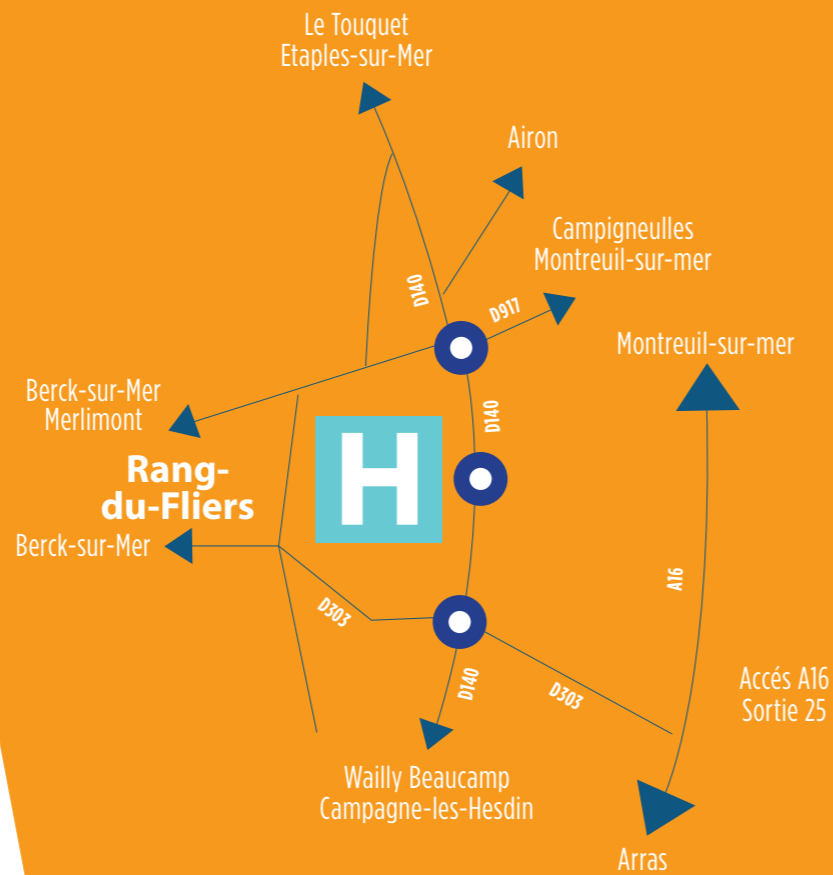 Le Touquet
Etaples-sur-Mer
Airon
Campigneulles
Montreuil-sur-mer
D140
D917
Montreuil-sur-mer
Berck-sur-Mer
Merlimont
D140
H
Rang-
du-Fliers
Berck-sur-Mer
A16
D303
D140
D303
Accés A16
Sortie 25
Wailly Beaucamp
Campagne-les-Hesdin
Arras